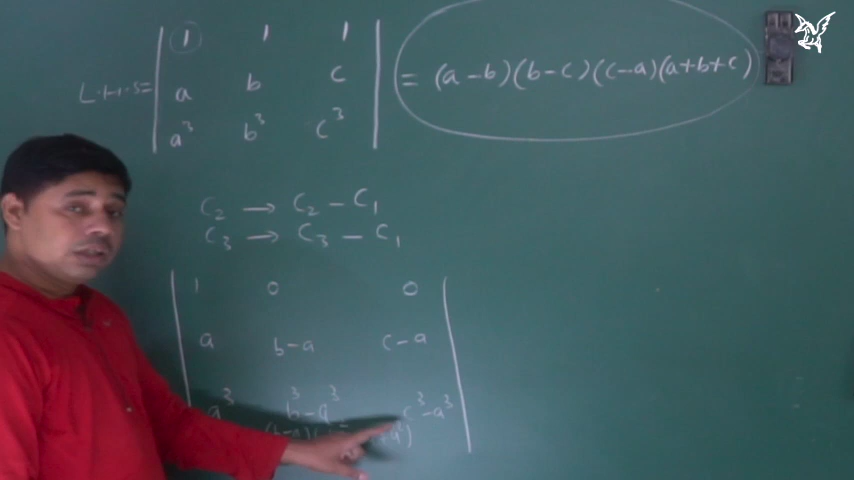 1 1 1
L.H.S= a b c = (a-b)(b-c)(c-a)(a+b+c)
a³ b³ c³
C₂ → C₂ - C₁
C₃ → C₃ - C₁
1 0 0
a b-a c-a
a³ b³-a³ c³-a³
(b-a)